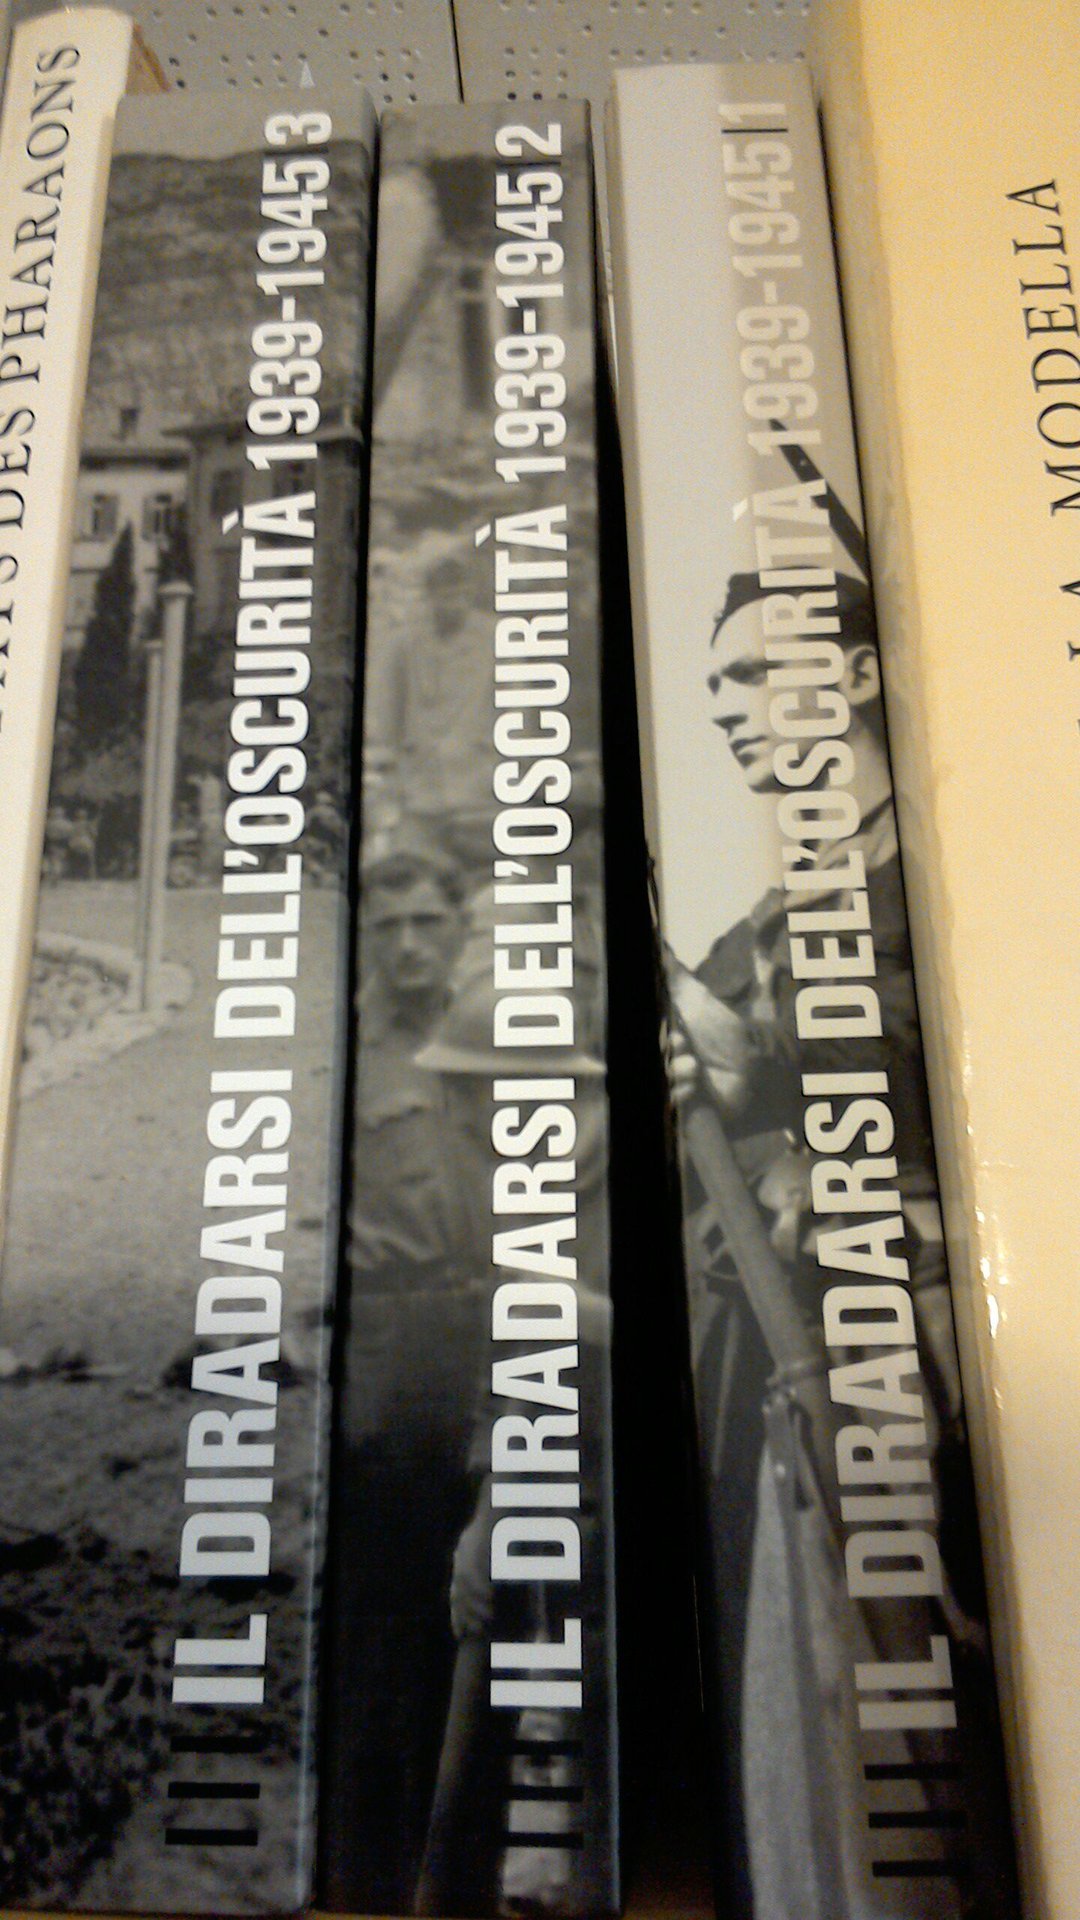 DES PHARAONS
IL DIRADARSI DELL'OSCURITÀ 1939-1945|3
IL DIRADARSI DELL'OSCURITÀ 1939-1945|2
IL DIRADARSI DELL'OSCURITÀ 1939-1945|1
LA MODELLA